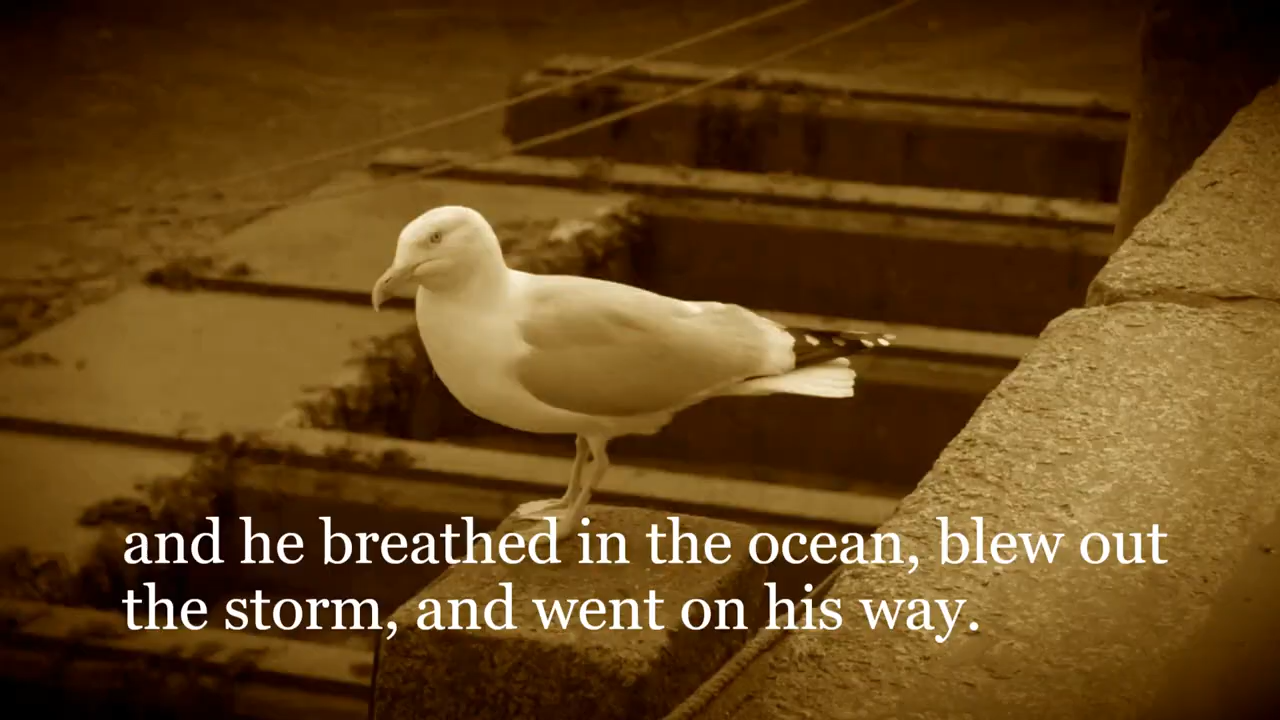 and he breathed in the ocean, blew out
the storm, and went on his way.